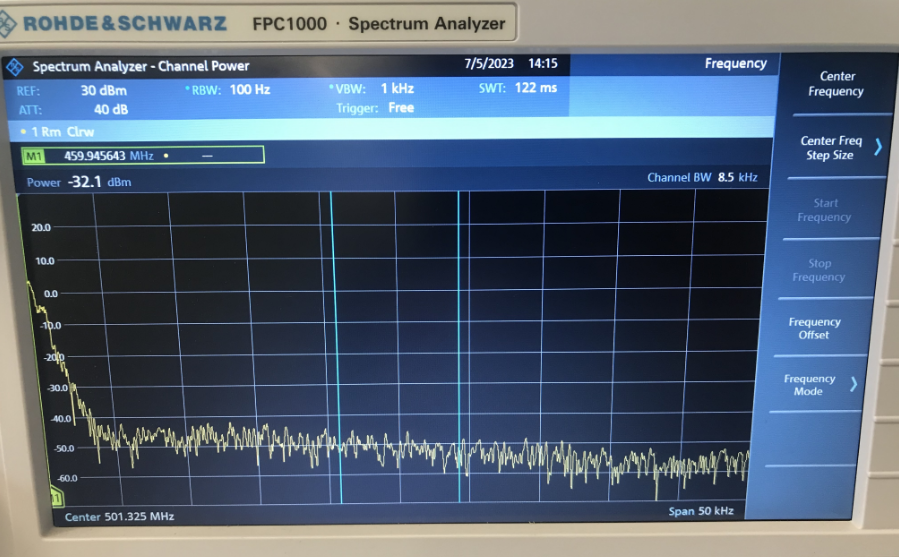 ROHDE&SCHWARZ FPC1000 · Spectrum Analyzer
Spectrum Analyzer - Channel Power 7/5/2023 14:15 Frequency
REF: 30 dBm *RBW: 100 Hz *VBW: 1 kHz SWT: 122 ms
ATT: 40 dB Trigger: Free
1 Rm Clrw
M1 459.945643 MHz • —
Power -32.1 dBm Channel BW 8.5 kHz
20.0
10.0
0.0
-10.0
-20.0
-30.0
-40.0
-50.0
-60.0
Center 501.325 MHz Span 50 kHz
Center
Frequency
Center Freq
Step Size
Start
Frequency
Stop
Frequency
Frequency
Offset
Frequency
Mode